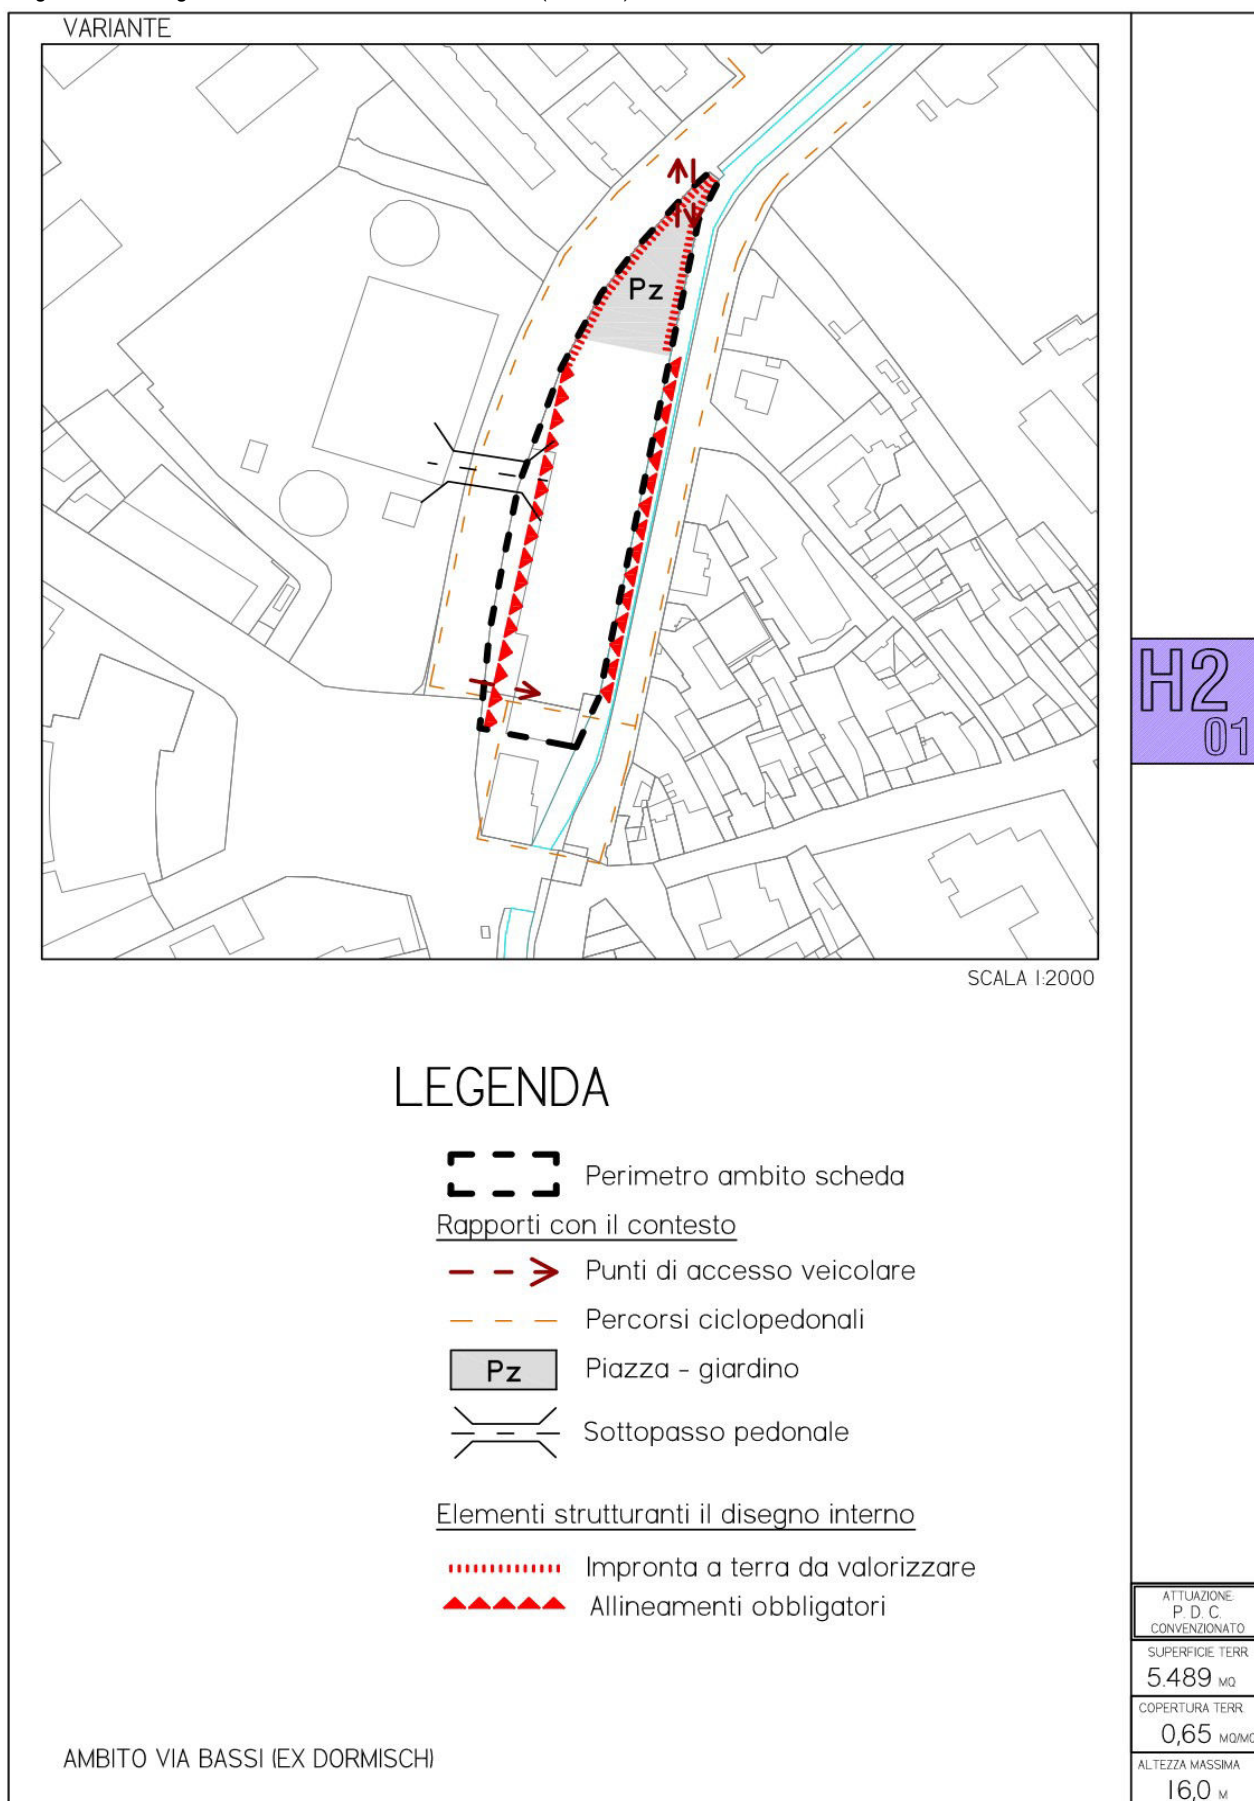 VARIANTE
Pz
SCALA 1:2000
H2
01
LEGENDA
Perimetro ambito scheda
Rapporti con il contesto
Punti di accesso veicolare
Percorsi ciclopedonali
Pz
Piazza - giardino
Sottopasso pedonale
Elementi strutturanti il disegno interno
Impronta a terra da valorizzare
Allineamenti obbligatori
ATTUAZIONE
P. D. C.
CONVENZIONATO
SUPERFICIE TERR
5.489 MQ
COPERTURA TERR.
0,65 MQ/MQ
ALTEZZA MASSIMA
16,0 M
AMBITO VIA BASSI (EX DORMISCH)